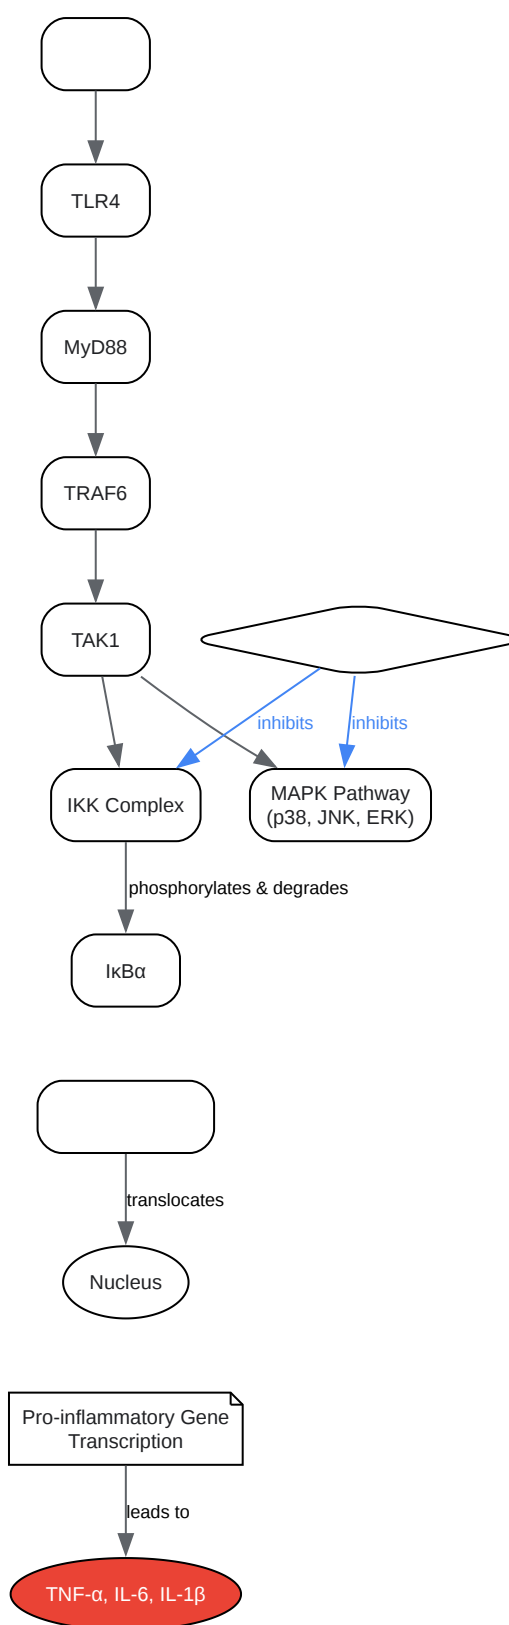 TLR4
MyD88
TRAF6
TAK1
inhibits
inhibits
IKK Complex
MAPK Pathway
(p38, JNK, ERK)
phosphorylates & degrades
IκBα
translocates
Nucleus
Pro-inflammatory Gene
Transcription
leads to
TNF-α, IL-6, IL-1β